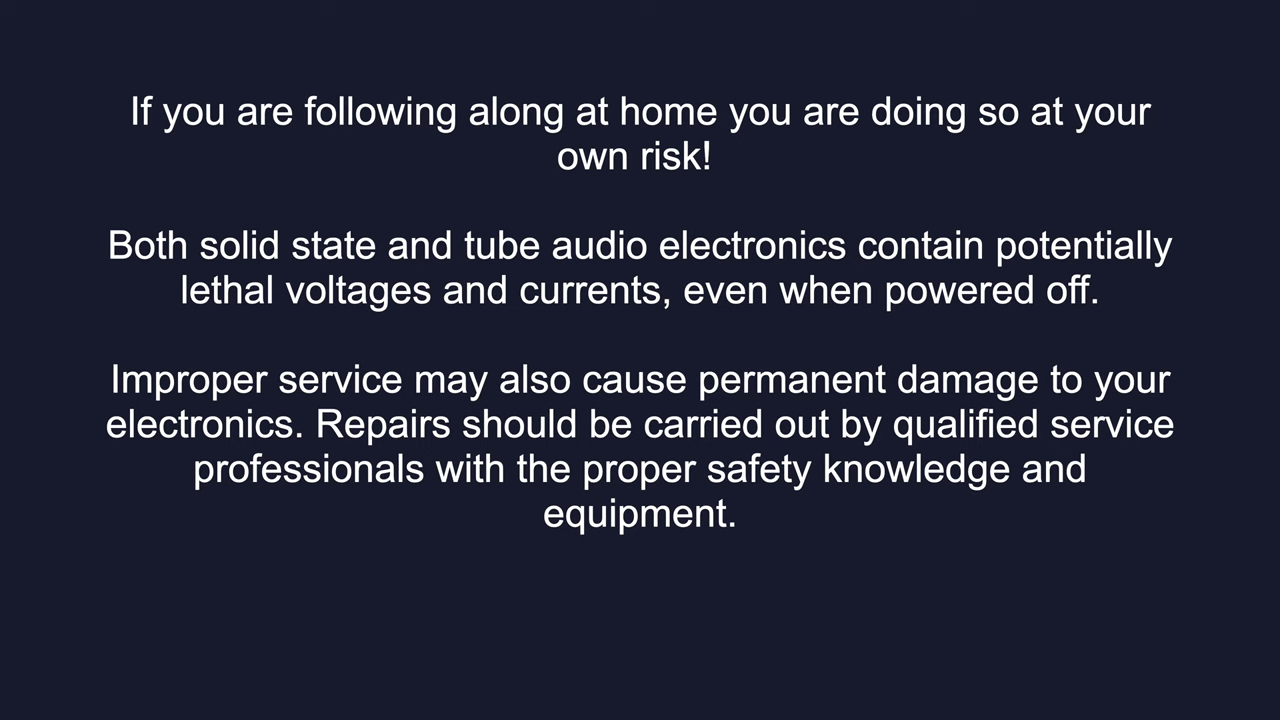 If you are following along at home you are doing so at your
own risk!
Both solid state and tube audio electronics contain potentially
lethal voltages and currents, even when powered off.
Improper service may also cause permanent damage to your
electronics. Repairs should be carried out by qualified service
professionals with the proper safety knowledge and
equipment.